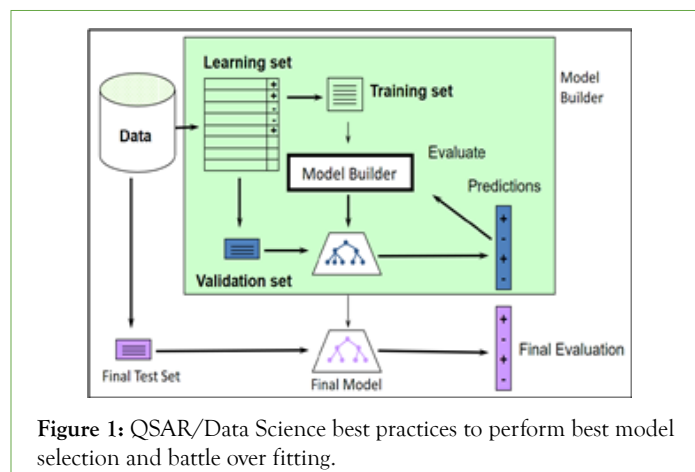 Learning set
Training set
Model
Builder
Data
+
+
-
-
+
Evaluate
Model Builder
Predictions
+
-
+
-
Validation set
Final Test Set
Final Model
+
-
+
-
Final Evaluation
Figure 1: QSAR/Data Science best practices to perform best model
selection and battle over fitting.